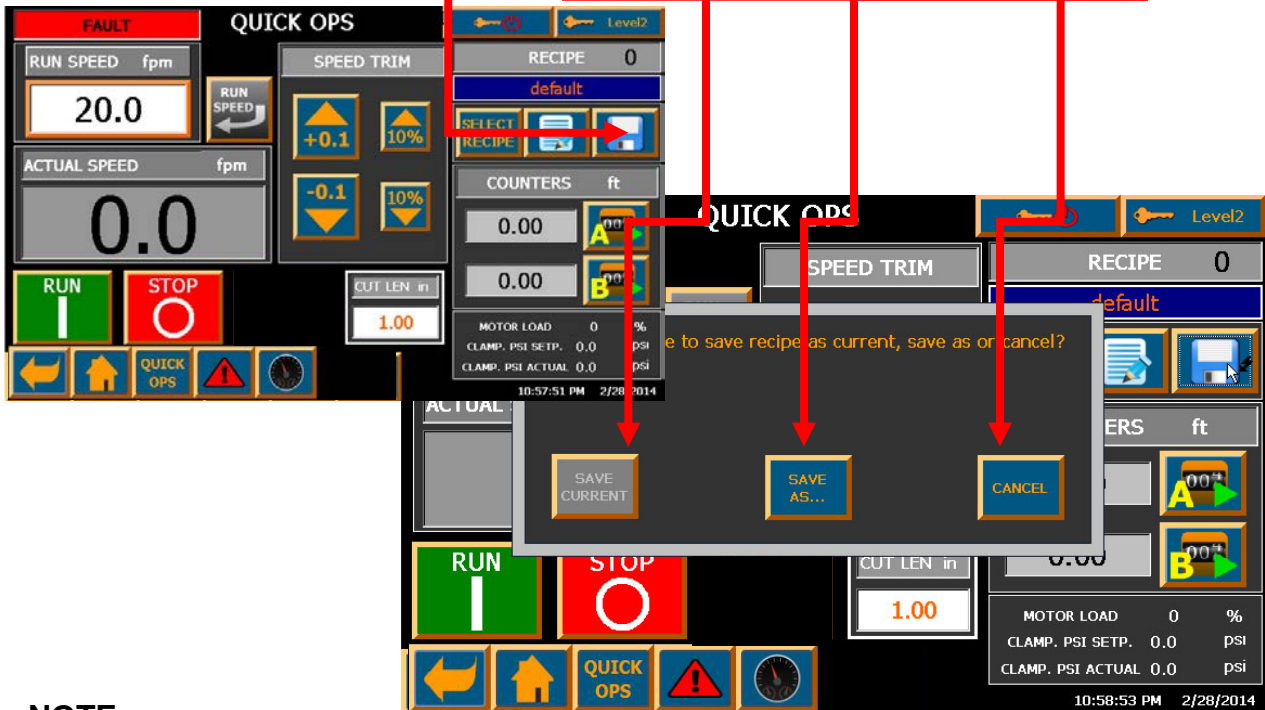 FAULT
QUICK OPS
Level2
RUN SPEED fpm
SPEED TRIM
RECIPE 0
default
20.0
RUN
SPEED
+0.1
10%
SELECT
RECIPE
ACTUAL SPEED fpm
0.0
-0.1
10%
COUNTERS ft
0.00
A
0.00
B
RUN
STOP
CUT LEN in
1.00
MOTOR LOAD 0 %
CLAMP. PSI SETP. 0.0 psi
CLAMP. PSI ACTUAL 0.0 psi
QUICK
OPS
10:57:51 PM 2/28/2014
QUICK OPS
Level2
SPEED TRIM
RECIPE 0
default
e to save recipe as current, save as or cancel?
ACTUAL
ERS ft
SAVE
CURRENT
SAVE
AS...
CANCEL
A
B
0.00
RUN
STOP
CUT LEN in
1.00
MOTOR LOAD 0 %
CLAMP. PSI SETP. 0.0 psi
CLAMP. PSI ACTUAL 0.0 psi
QUICK
OPS
10:58:53 PM 2/28/2014
NOTE